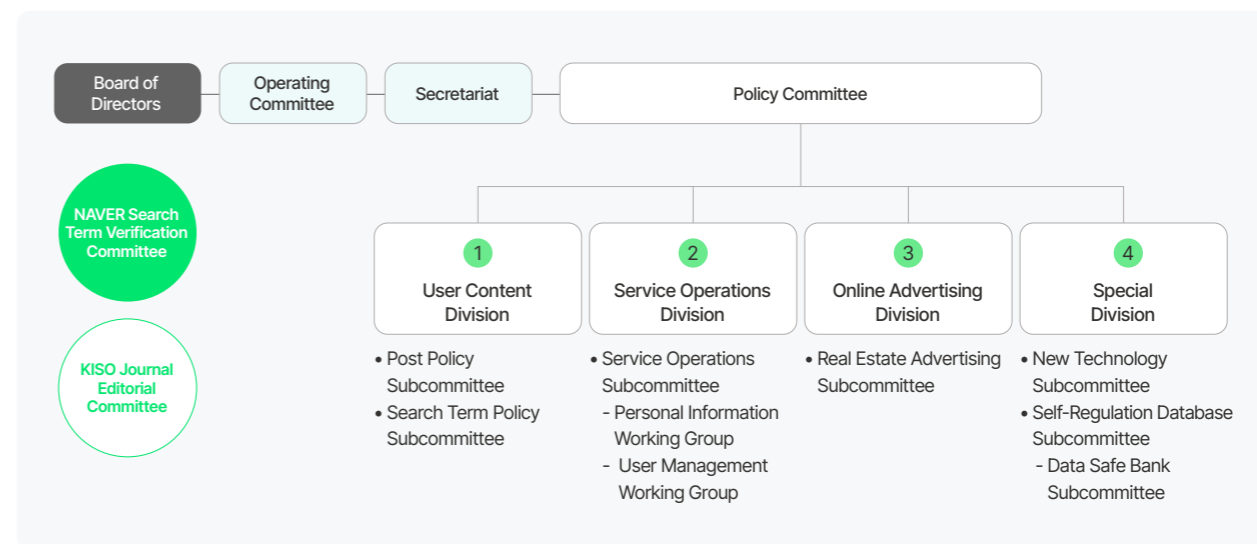 Board of
Directors
Operating
Committee
Secretariat
Policy Committee
NAVER Search
Term Verification
Committee
KISO Journal
Editorial
Committee
1
User Content
Division
• Post Policy
Subcommittee
• Search Term Policy
Subcommittee
2
Service Operations
Division
• Service Operations
Subcommittee
- Personal Information
Working Group
- User Management
Working Group
3
Online Advertising
Division
• Real Estate Advertising
Subcommittee
4
Special
Division
• New Technology
Subcommittee
• Self-Regulation Database
Subcommittee
- Data Safe Bank
Subcommittee